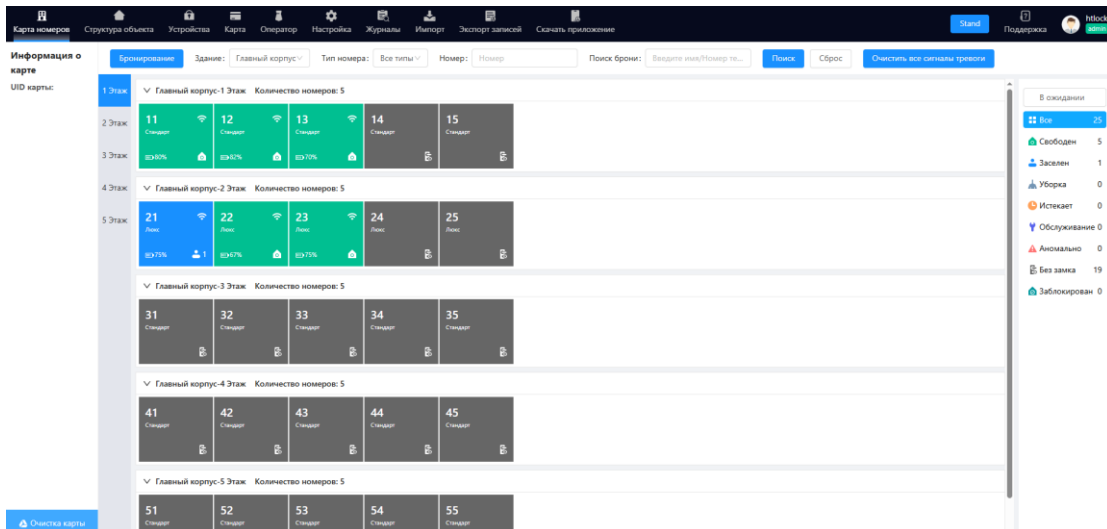 Карта номеров Структура объекта Устройства Карта Оператор Настройка Журналы Импорт Экспорт записей Скачать приложение Stand Поддержка htlock admin
Информация о карте
UID карты:
Бронирование Здание: Главный корпус Тип номера: Все типы Номер: Номер Поиск брони: Введите имя/Номер те... Поиск Сброс Очистить все сигналы тревоги
1 Этаж
2 Этаж
3 Этаж
4 Этаж
5 Этаж
Главный корпус-1 Этаж Количество номеров: 5
11 12 13 14 15
Стандарт Стандарт Стандарт Стандарт Стандарт
80% 82% 70%
Главный корпус-2 Этаж Количество номеров: 5
21 22 23 24 25
Люкс Люкс Люкс Люкс Люкс
75% 1 67% 75%
Главный корпус-3 Этаж Количество номеров: 5
31 32 33 34 35
Стандарт Стандарт Стандарт Стандарт Стандарт
Главный корпус-4 Этаж Количество номеров: 5
41 42 43 44 45
Стандарт Стандарт Стандарт Стандарт Стандарт
Главный корпус-5 Этаж Количество номеров: 5
51 52 53 54 55
Стандарт Стандарт Стандарт Стандарт Стандарт
В ожидании
Все 25
Свободен 5
Заселен 1
Уборка 0
Истекает 0
Обслуживание 0
Аномально 0
Без замка 19
Заблокирован 0
Очистка карты